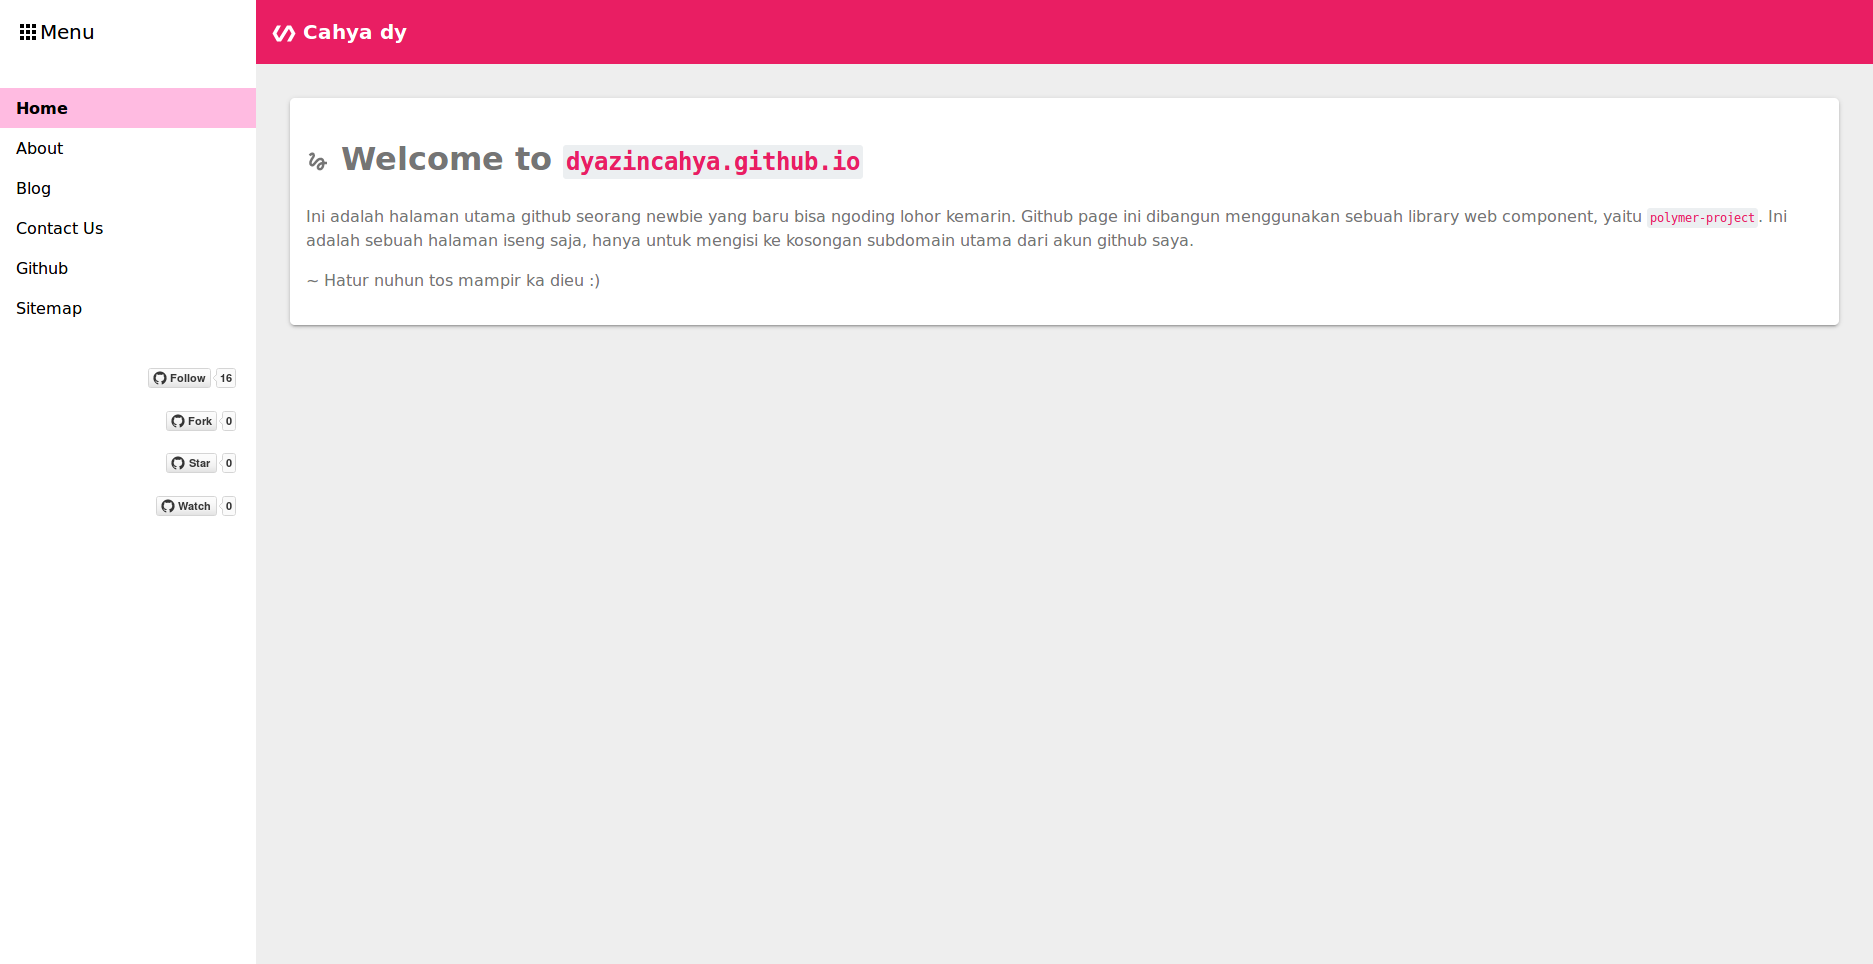 Menu
Cahya dy
Home
About
Blog
Contact Us
Github
Sitemap
Follow 16
Fork 0
Star 0
Watch 0
Welcome to dyazincahya.github.io
Ini adalah halaman utama github seorang newbie yang baru bisa ngoding lohor kemarin. Github page ini dibangun menggunakan sebuah library web component, yaitu polymer-project. Ini
adalah sebuah halaman iseng saja, hanya untuk mengisi ke kosongan subdomain utama dari akun github saya.
~ Hatur nuhun tos mampir ka dieu :)